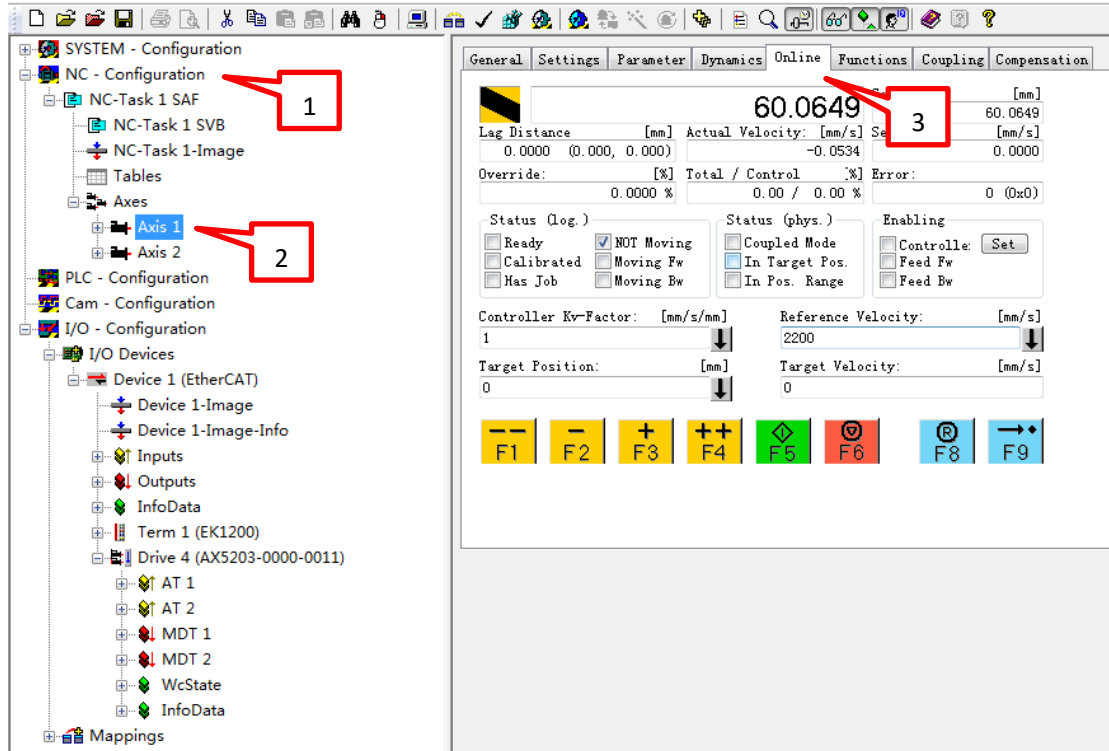 SYSTEM - Configuration
NC - Configuration
1
NC-Task 1 SAF
NC-Task 1 SVB
NC-Task 1-Image
Tables
Axes
Axis 1
2
Axis 2
PLC - Configuration
Cam - Configuration
I/O - Configuration
I/O Devices
Device 1 (EtherCAT)
Device 1-Image
Device 1-Image-Info
Inputs
Outputs
InfoData
Term 1 (EK1200)
Drive 4 (AX5203-0000-0011)
AT 1
AT 2
MDT 1
MDT 2
WcState
InfoData
Mappings
General Settings Parameter Dynamics Online Functions Coupling Compensation
3
60.0649 [mm]
60.0649
Lag Distance [mm] Actual Velocity: [mm/s] [mm/s]
0.0000 (0.000, 0.000) -0.0534 0.0000
Override: [%] Total / Control %] Error:
0.0000 % 0.00 / 0.00 % 0 (0x0)
Status (log.) Status (phys.) Enabling
Ready NOT Moving Coupled Mode Controlle: Set
Calibrated Moving Fw In Target Pos. Feed Fw
Has Job Moving Bw In Pos. Range Feed Bw
Controller Kv-Factor: [mm/s/mm] Reference Velocity: [mm/s]
1 2200
Target Position: [mm] Target Velocity: [mm/s]
0 0
-- - + ++
F1 F2 F3 F4 F5 F6 F8 F9